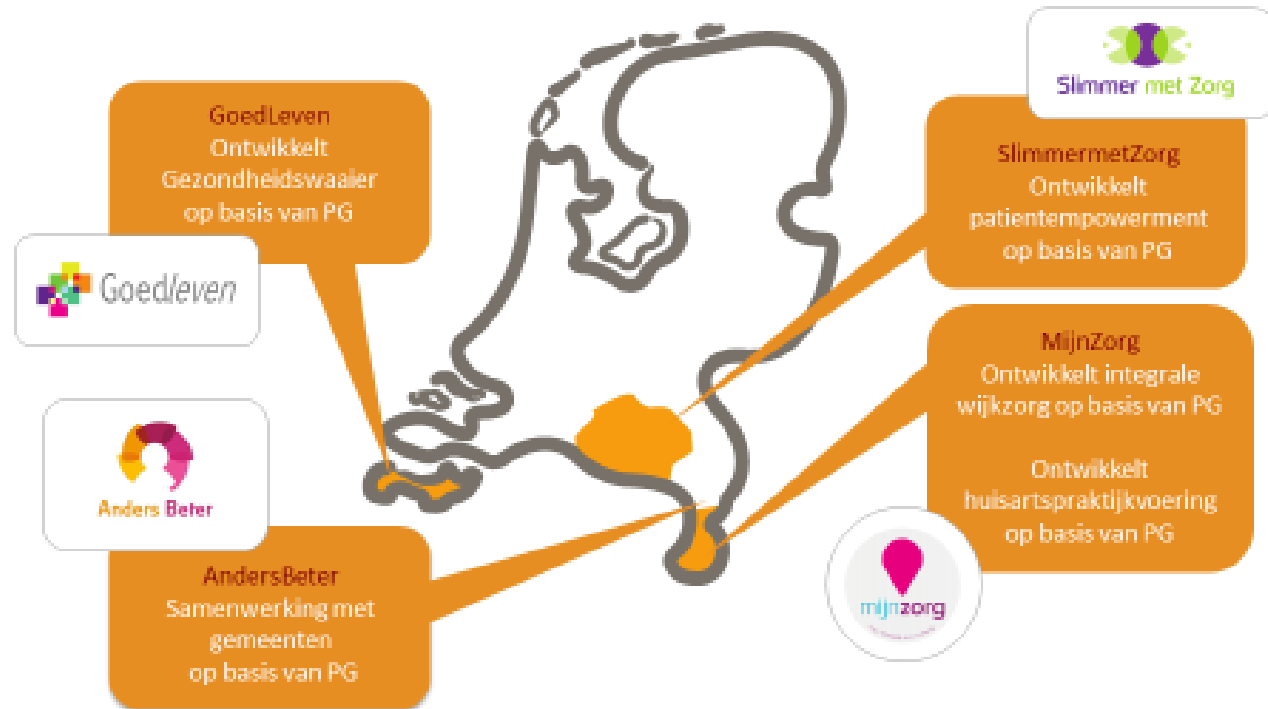 GoedLeven
Ontwikkelt
Gezondheidswaaier
op basis van PG
Goedleven
Anders Beter
AndersBeter
Samenwerking met
gemeenten
op basis van PG
Slimmer met Zorg
SlimmermetZorg
Ontwikkelt
patientempowerment
op basis van PG
MijnZorg
Ontwikkelt integrale
wijkzorg op basis van PG
Ontwikkelt
huisartspraktijkvoering
op basis van PG
mijnzorg